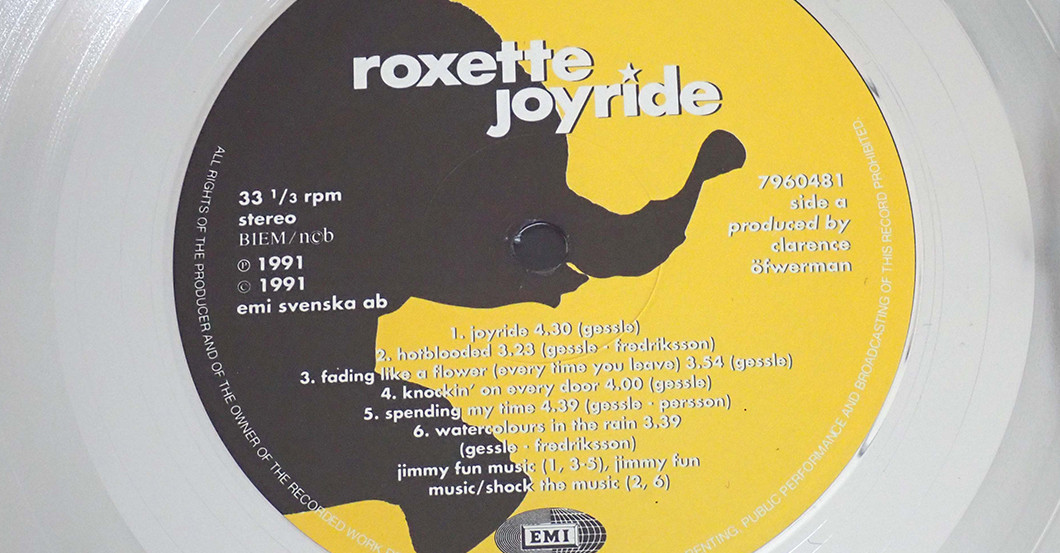 roxette
joyride
33 1/3 rpm
stereo
BIEM/ncb
℗ 1991
© 1991
emi svenska ab
7960481
side a
produced by
clarence
öfwerman
1. joyride 4.30 (gessle)
2. hotblooded 3.23 (gessle · fredriksson)
3. fading like a flower (every time you leave) 3.54 (gessle)
4. knockin' on every door 4.00 (gessle)
5. spending my time 4.39 (gessle · persson)
6. watercolours in the rain 3.39
(gessle · fredriksson)
jimmy fun music (1, 3-5), jimmy fun
music/shock the music (2, 6)
EMI
ALL RIGHTS OF THE PRODUCER AND OF THE OWNER OF THE RECORDED WORK
PUBLIC PERFORMANCE AND BROADCASTING OF THIS RECORD PROHIBITED.